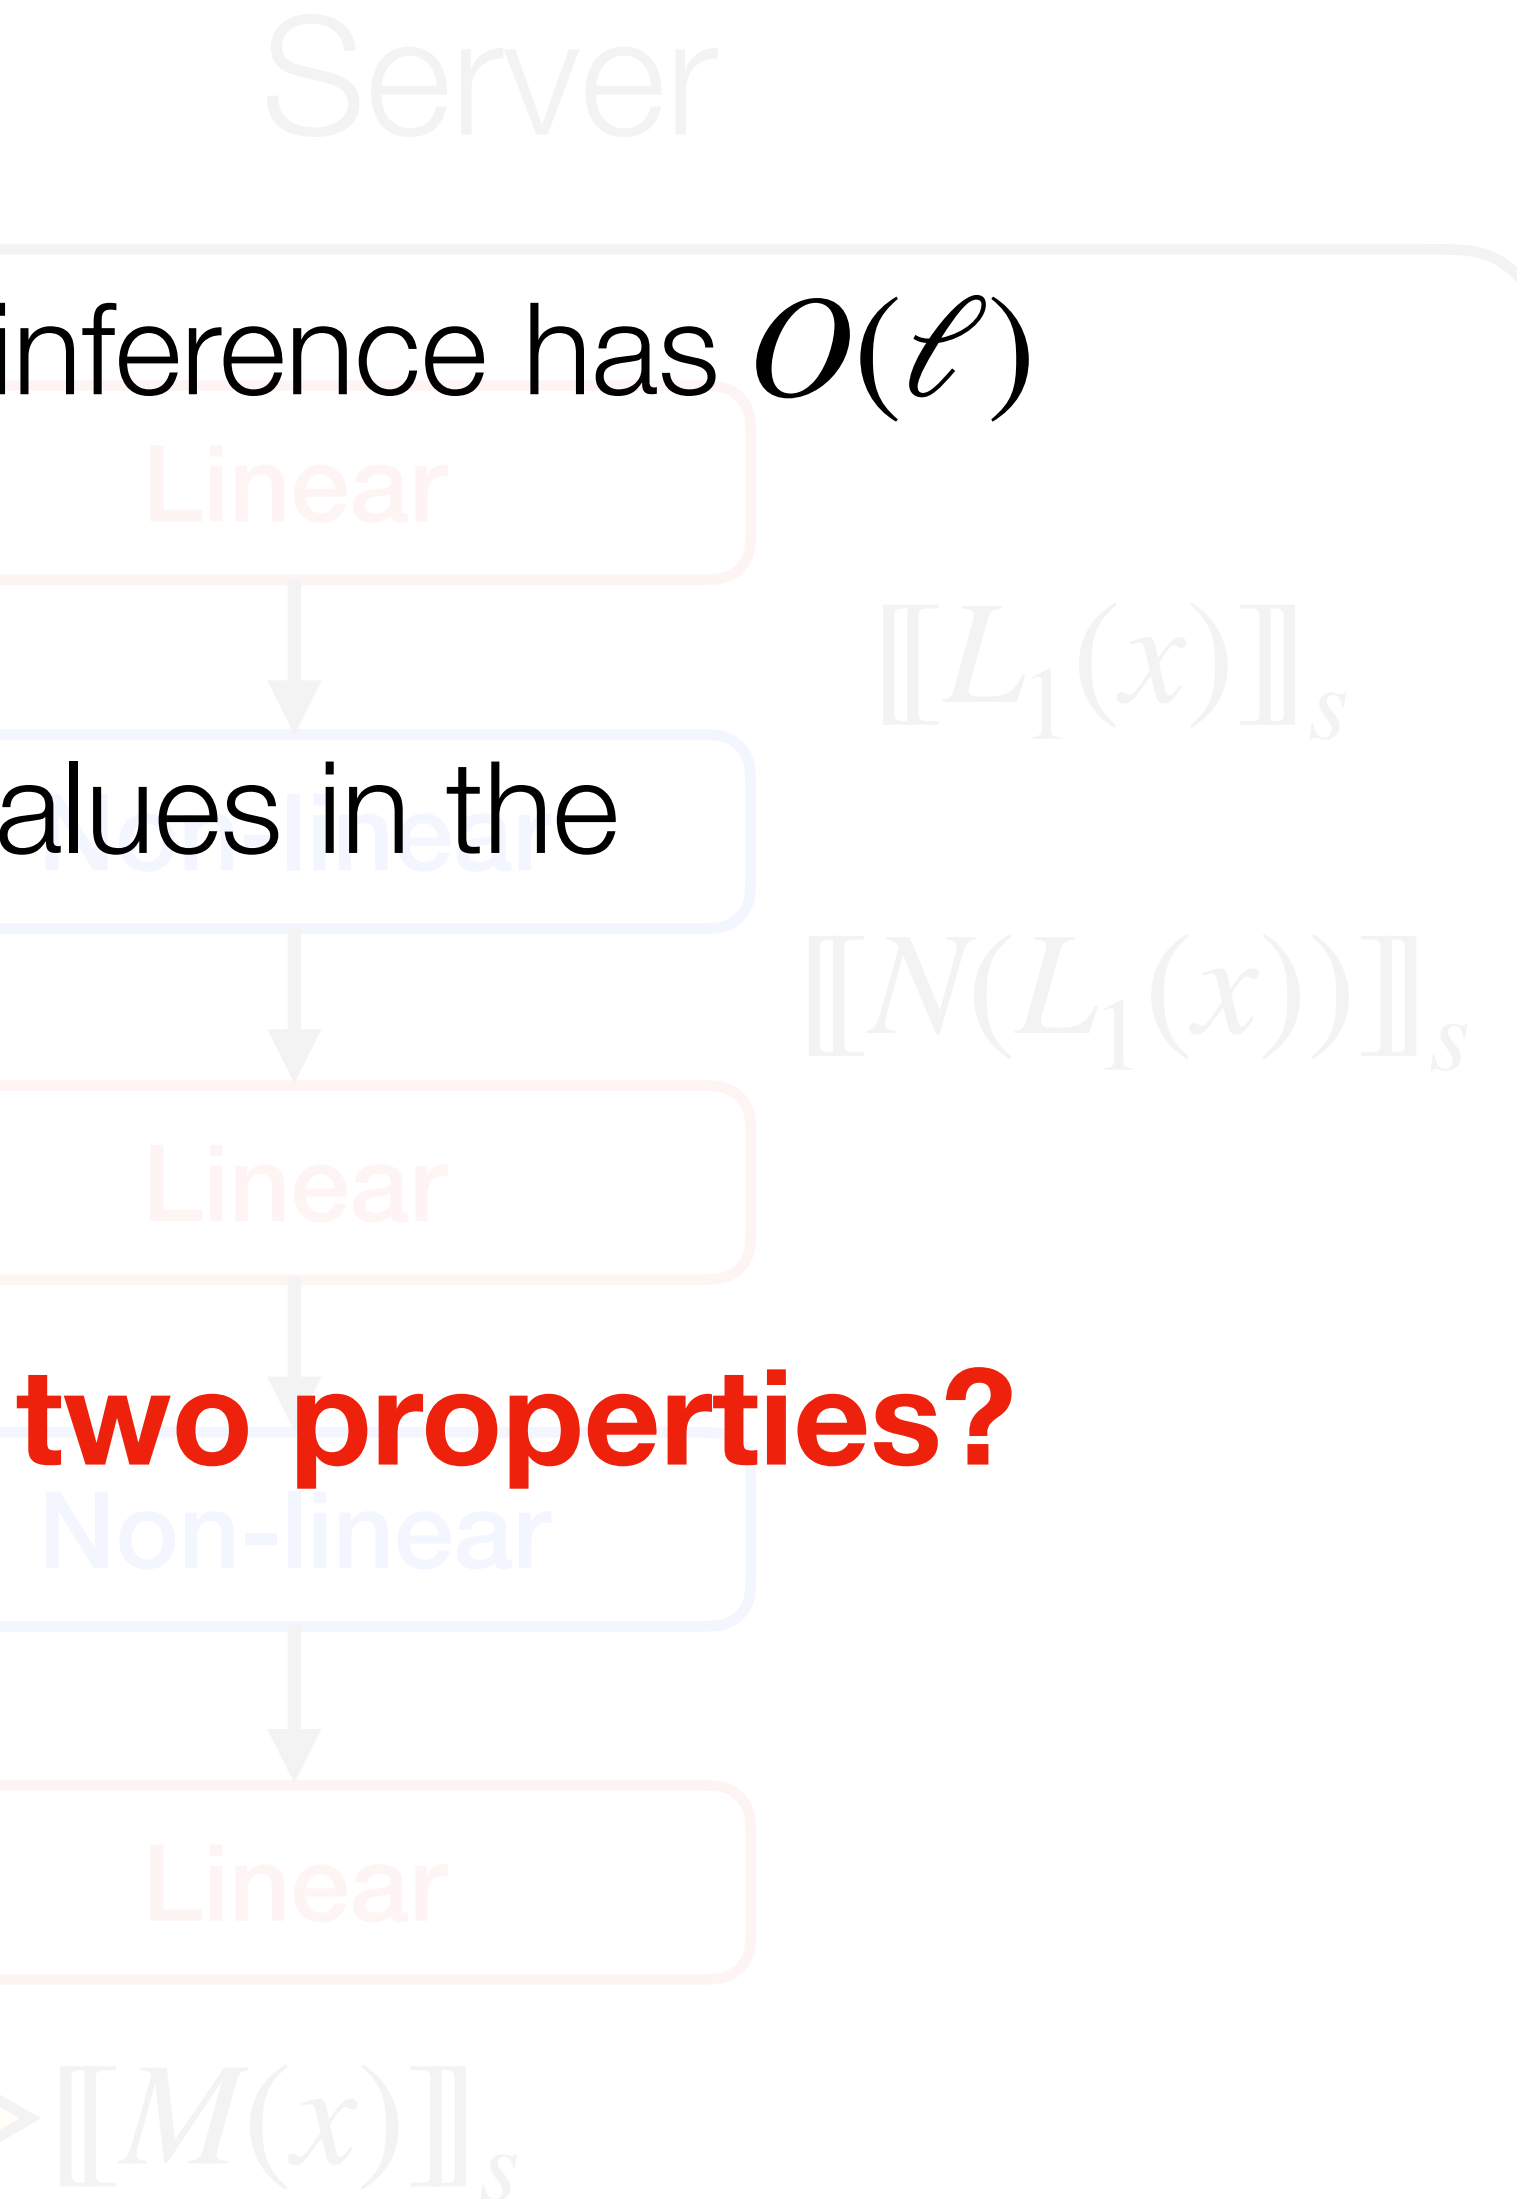 Server
inference has O(ℓ)
Linear
⟦L₁(x)⟧ₛ
alues in the
Non-linear
⟦N(L₁(x))⟧ₛ
Linear
two properties?
Non-linear
Linear
⟦M(x)⟧ₛ